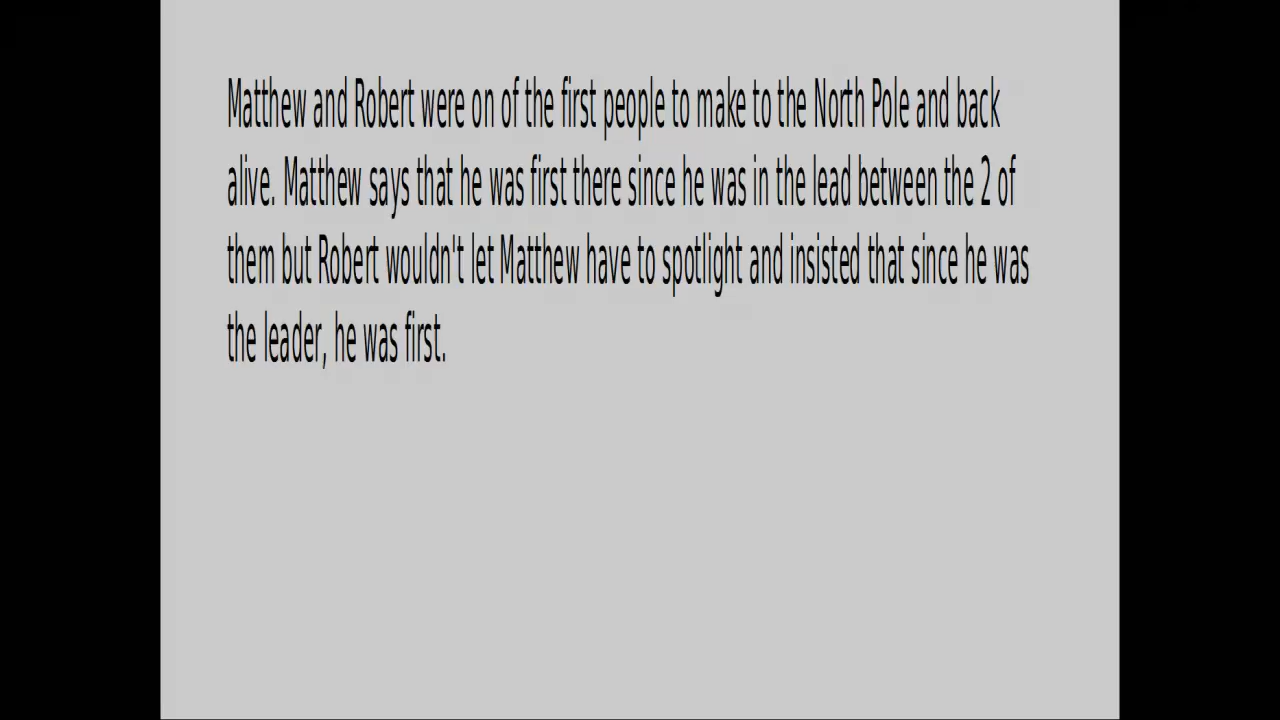 Matthew and Robert were on of the first people to make to the North Pole and back
alive. Matthew says that he was first there since he was in the lead between the 2 of
them but Robert wouldn't let Matthew have to spotlight and insisted that since he was
the leader, he was first.